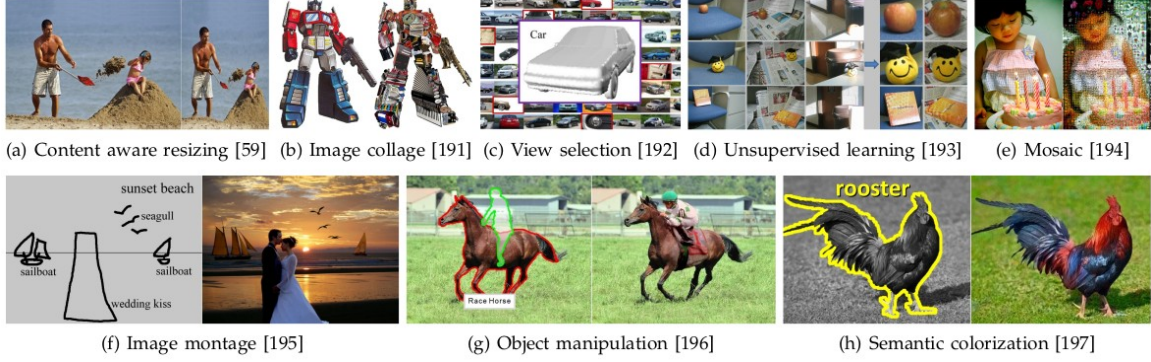 Car
(a) Content aware resizing [59]
(b) Image collage [191]
(c) View selection [192]
(d) Unsupervised learning [193]
(e) Mosaic [194]
sunset beach
seagull
sailboat
sailboat
wedding kiss
Race Horse
rooster
(f) Image montage [195]
(g) Object manipulation [196]
(h) Semantic colorization [197]